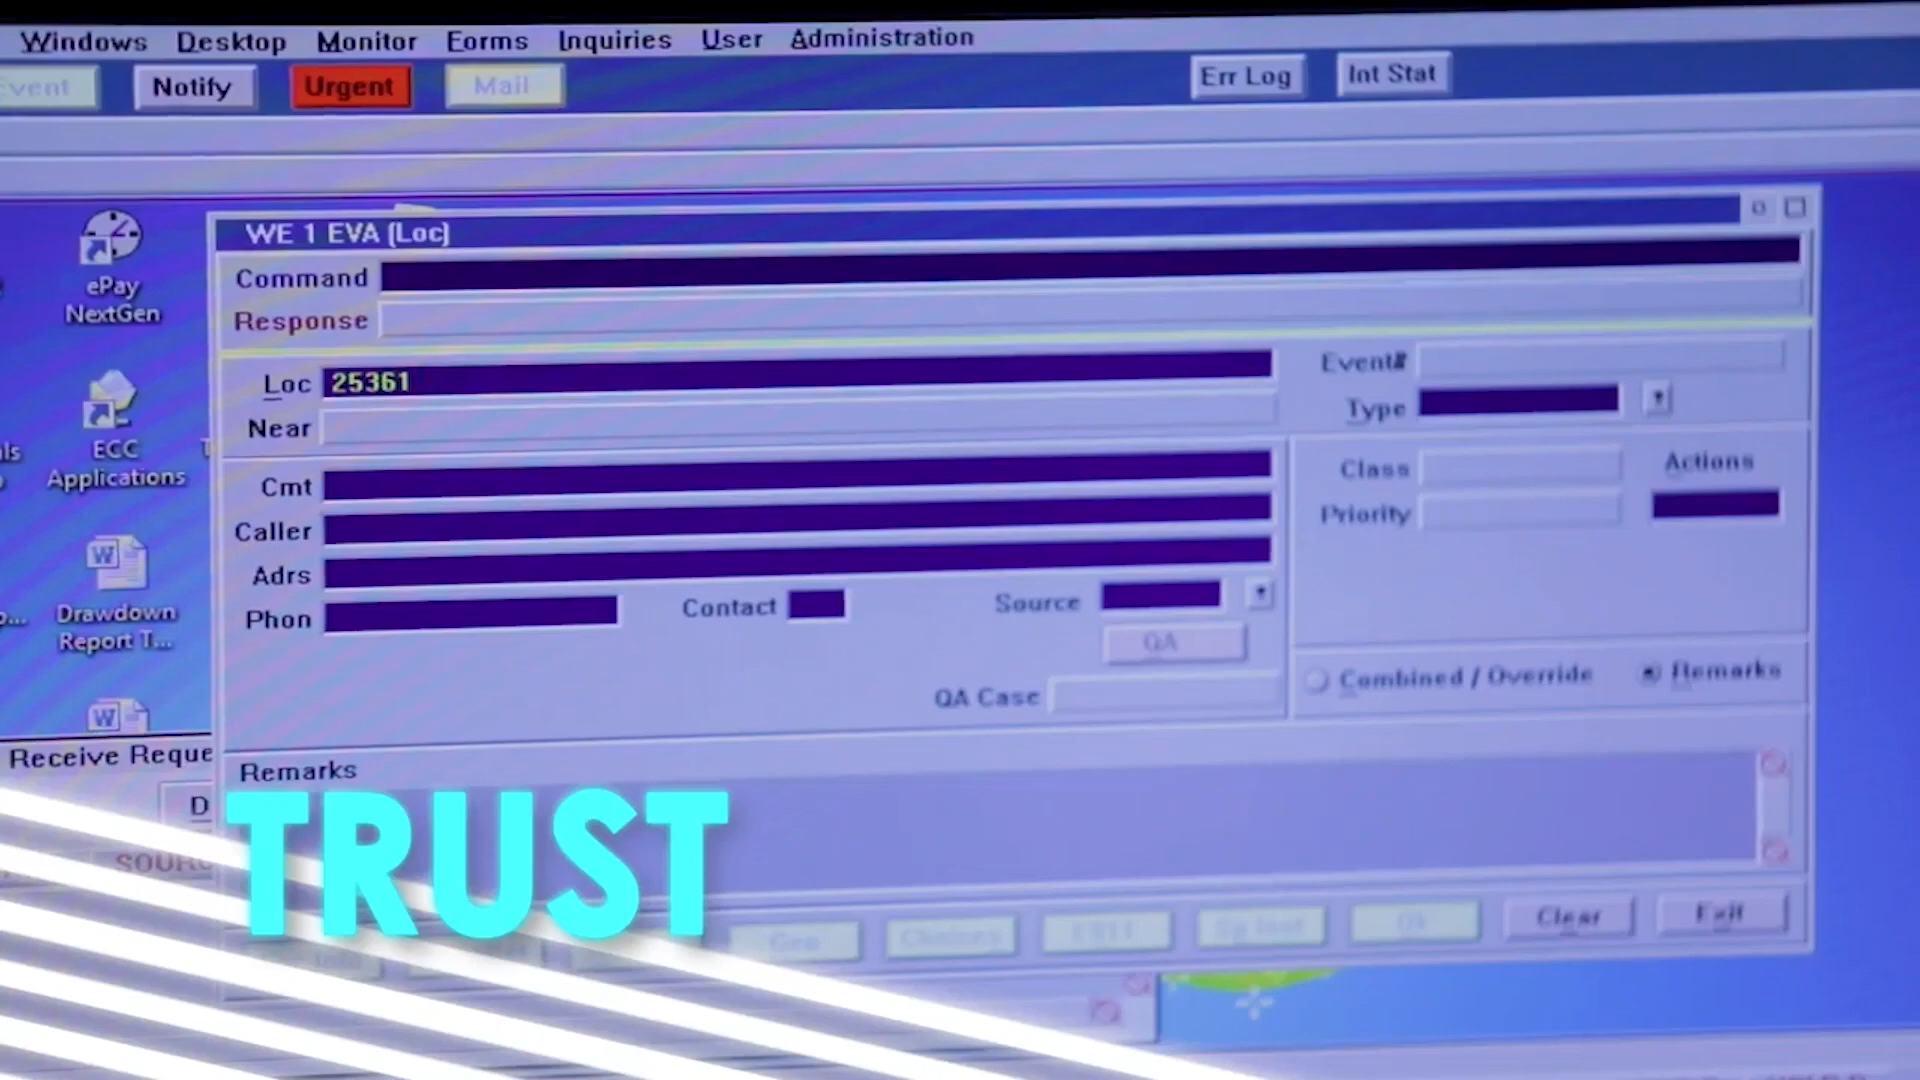 Windows Desktop Monitor Forms Inquiries User Administration
Event Notify Urgent Mail Err Log Int Stat
WE 1 EVA (Loc)
Command
Response
Loc 25361
Near
Cmt
Caller
Adrs
Phon
Contact
Source
QA
QA Case
Event#
Type
Class
Actions
Priority
Combined / Override
Remarks
Remarks
Clear
Exit
ePay
NextGen
ECC
Applications
Drawdown
Report T...
Receive Reque
D
SOURC
TRUST